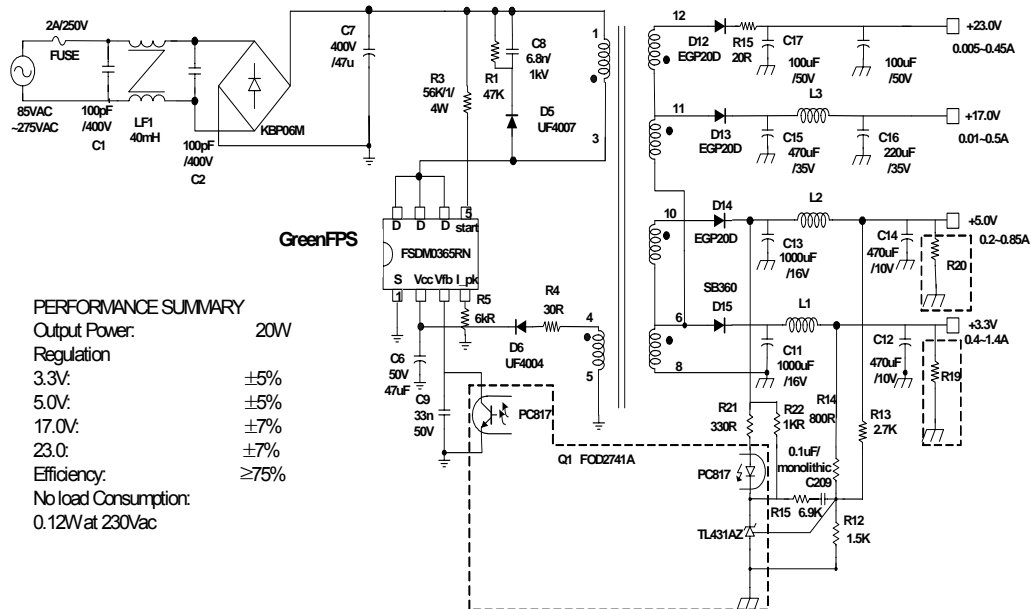 2A/250V
FUSE
85VAC
~275VAC
100pF
/400V
C1
LF1
40mH
100pF
/400V
C2
KBP06M
C7
400V
/47u
R3
56K/1/
4W
R1
47K
C8
6.8n/
1kV
D5
UF4007
1
3
GreenFPS
D D D 5
start
FSDM0365RN
S Vcc Vfb I_pk
1
R5
6kR
C6
50V
47uF
D6
UF4004
R4
30R
4
5
C9
33n
50V
PC817
Q1 FOD2741A
12
D12
EGP20D
R15
20R
C17
100uF
/50V
100uF
/50V
+23.0V
0.005~0.45A
11
D13
EGP20D
C15
470uF
/35V
L3
C16
220uF
/35V
+17.0V
0.01~0.5A
10
D14
EGP20D
C13
1000uF
/16V
L2
C14
470uF
/10V
R20
+5.0V
0.2~0.85A
6
8
SB360
D15
C11
1000uF
/16V
L1
C12
470uF
/10V
R19
+3.3V
0.4~1.4A
R21
330R
R22
1KR
R14
800R
R13
2.7K
PC817
0.1uF/
monolithic
C209
R15 6.9K
TL431AZ
R12
1.5K
PERFORMANCE SUMMARY
Output Power: 20W
Regulation
3.3V: ±5%
5.0V: ±5%
17.0V: ±7%
23.0: ±7%
Efficiency: ≥75%
No load Consumption:
0.12W at 230Vac